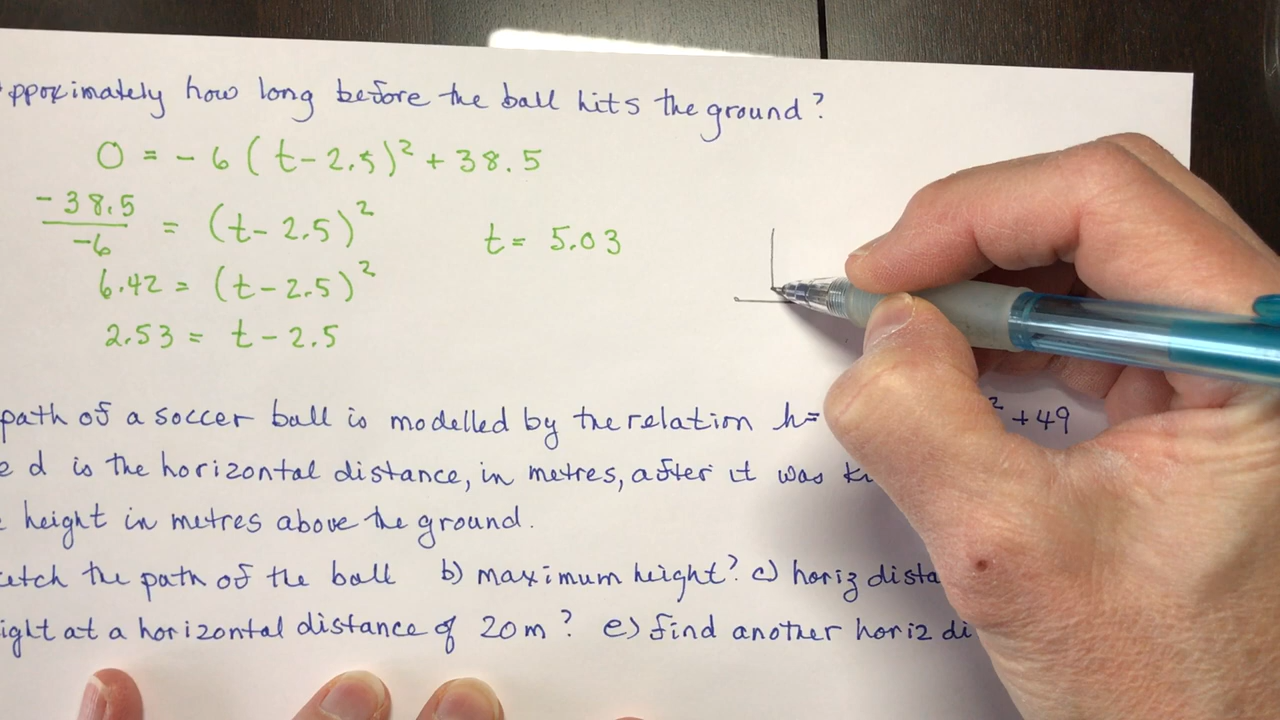 pproximately how long before the ball hits the ground?
0 = - 6 (t - 2.5)² + 38.5
-38.5/-6 = (t - 2.5)²
t = 5.03
6.42 = (t - 2.5)²
2.53 = t - 2.5
path of a soccer ball is modelled by the relation h= ² + 49
d is the horizontal distance, in metres, after it was
height in metres above the ground.
etch the path of the ball b) maximum height? c) horiz dista
ight at a horizontal distance of 20m? e) find another horiz di